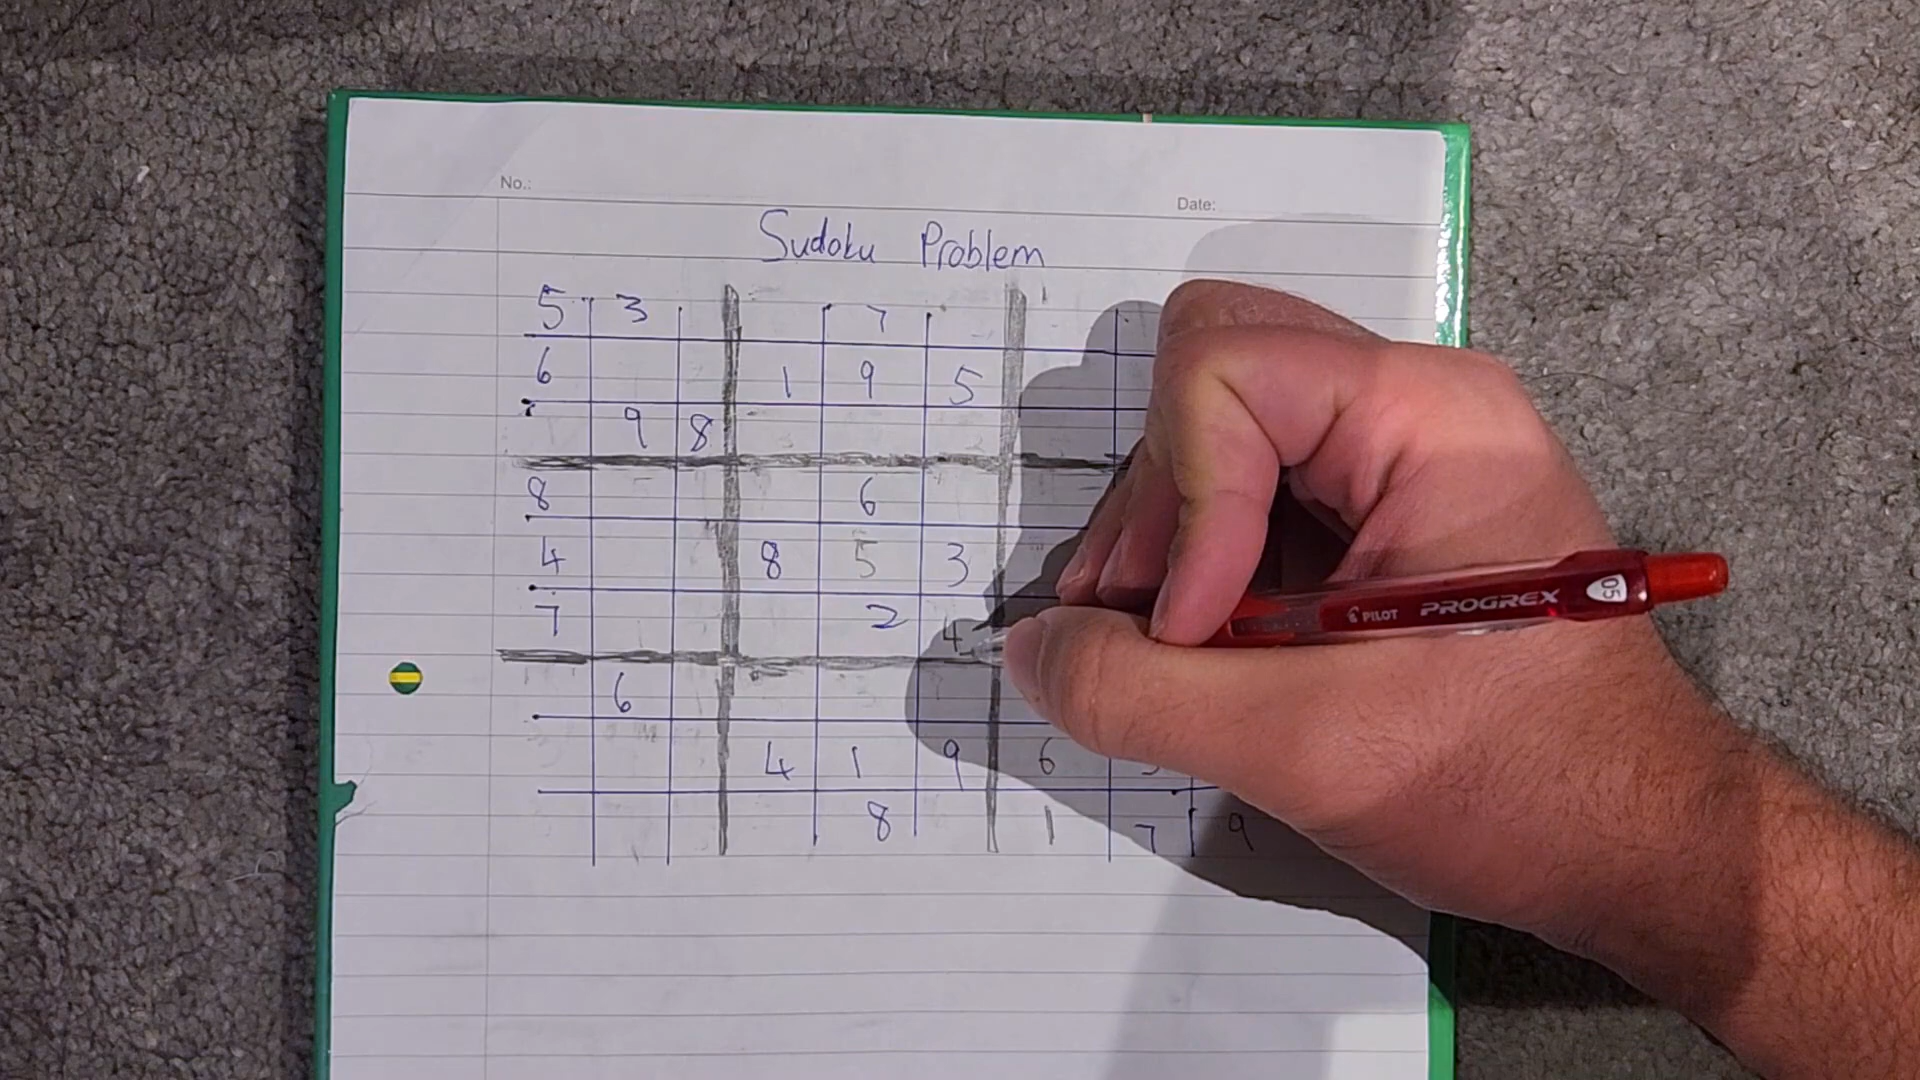 No.:
Date:
Sudoku Problem
5 3 7
6 1 9 5
9 8
8 6
4 8 5 3
7 2 4
6
4 1 9 6
8 1 7 9
PILOT PROGREX 05